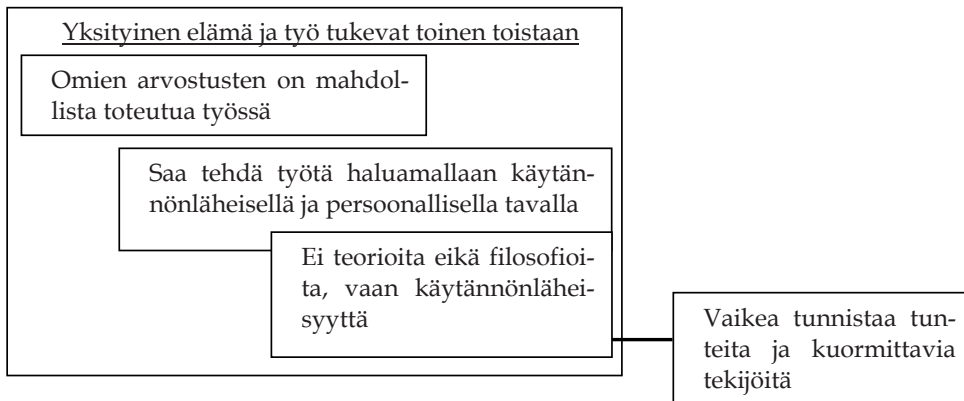 Yksityinen elämä ja työ tukevat toinen toistaan
Omien arvostusten on mahdol-
lista toteutua työssä
Saa tehdä työtä haluamallaan käytän-
nönläheisellä ja persoonallisella tavalla
Ei teorioita eikä filosofioi-
ta, vaan käytännönlähei-
syyttä
Vaikea tunnistaa tun-
teita ja kuormittavia
tekijöitä